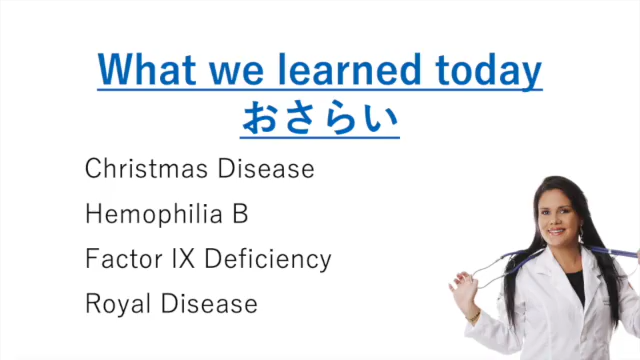 What we learned today
おさらい
Christmas Disease
Hemophilia B
Factor IX Deficiency
Royal Disease